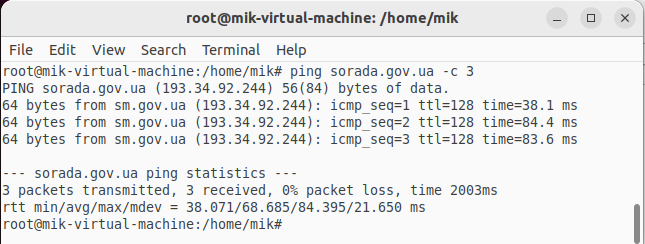 root@mik-virtual-machine: /home/mik
File Edit View Search Terminal Help
root@mik-virtual-machine:/home/mik# ping sorada.gov.ua -c 3
PING sorada.gov.ua (193.34.92.244) 56(84) bytes of data.
64 bytes from sm.gov.ua (193.34.92.244): icmp_seq=1 ttl=128 time=38.1 ms
64 bytes from sm.gov.ua (193.34.92.244): icmp_seq=2 ttl=128 time=84.4 ms
64 bytes from sm.gov.ua (193.34.92.244): icmp_seq=3 ttl=128 time=83.6 ms
--- sorada.gov.ua ping statistics ---
3 packets transmitted, 3 received, 0% packet loss, time 2003ms
rtt min/avg/max/mdev = 38.071/68.685/84.395/21.650 ms
root@mik-virtual-machine:/home/mik#